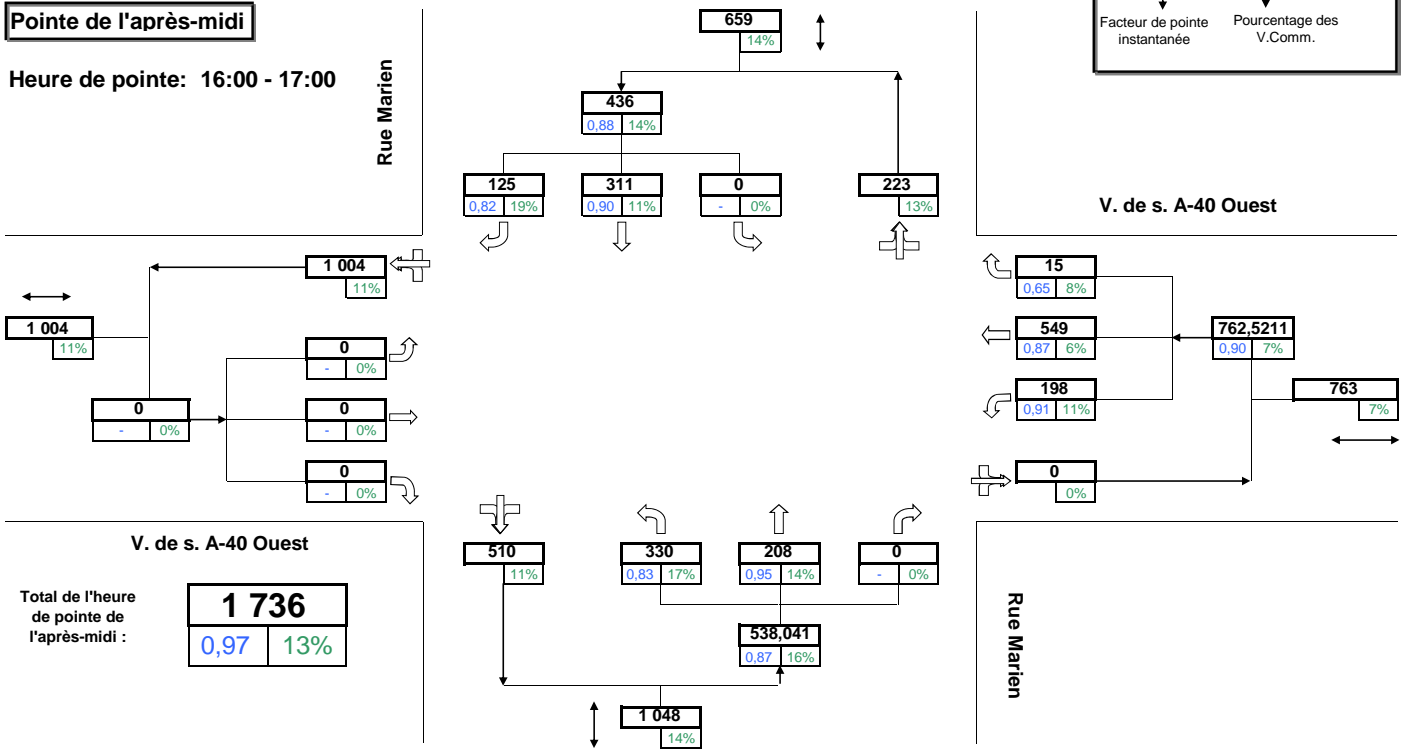 Pointe de l'après-midi
Heure de pointe: 16:00 - 17:00
Rue Marien
659
14%
Facteur de pointe
instantanée
Pourcentage des
V.Comm.
436
0,88 14%
125 311 0 223
0,82 19% 0,90 11% - 0% 13%
V. de s. A-40 Ouest
1 004
11%
1 004
11%
0
- 0%
0
- 0%
0
- 0%
0
- 0%
15
0,65 8%
549
0,87 6%
762,5211
0,90 7%
198
0,91 11%
763
7%
0
0%
V. de s. A-40 Ouest
510 330 208 0
11% 0,83 17% 0,95 14% - 0%
Total de l'heure
de pointe de
l'après-midi :
1 736
0,97 13%
538,041
0,87 16%
Rue Marien
1 048
14%